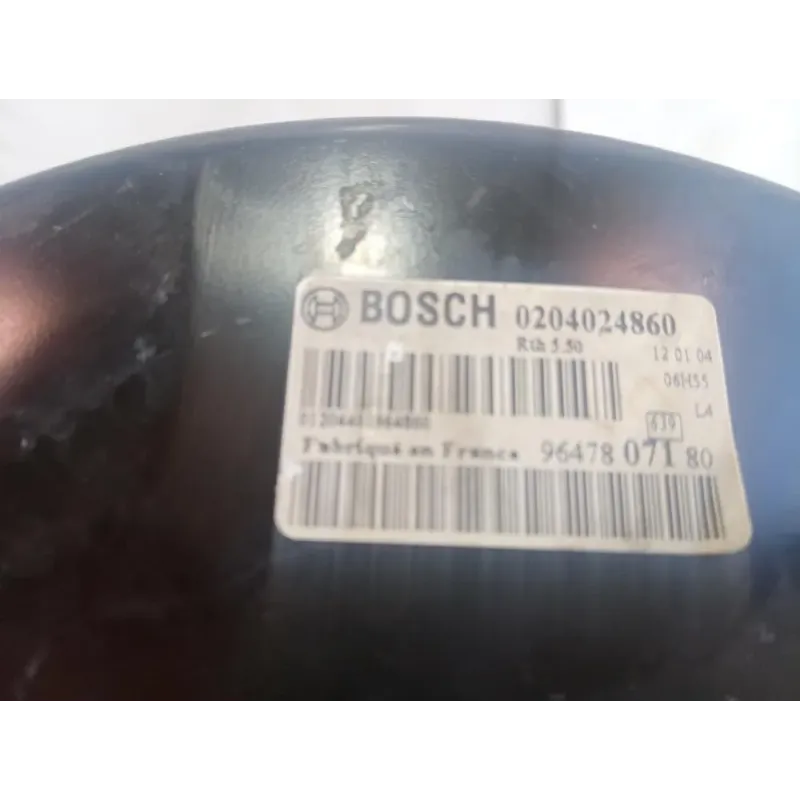 BOSCH 0204024860
Rth 5.50 12 01 04
06H55
L4
639
Fabriqué en France 96478 071 80